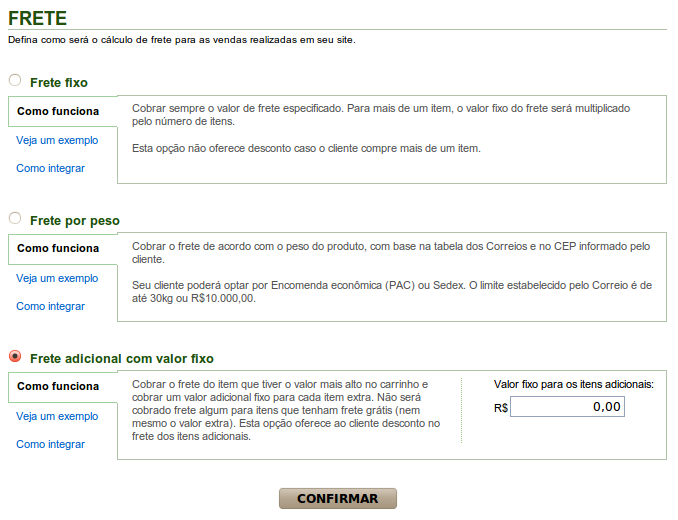 FRETE
Defina como será o cálculo de frete para as vendas realizadas em seu site.
Frete fixo
Como funciona
Veja um exemplo
Como integrar
Cobrar sempre o valor de frete especificado. Para mais de um item, o valor fixo do frete será multiplicado
pelo número de itens.
Esta opção não oferece desconto caso o cliente compre mais de um item.
Frete por peso
Como funciona
Veja um exemplo
Como integrar
Cobrar o frete de acordo com o peso do produto, com base na tabela dos Correios e no CEP informado pelo
cliente.
Seu cliente poderá optar por Encomenda econômica (PAC) ou Sedex. O limite estabelecido pelo Correio é de
até 30kg ou R$10.000,00.
Frete adicional com valor fixo
Como funciona
Veja um exemplo
Como integrar
Cobrar o frete do item que tiver o valor mais alto no carrinho e
cobrar um valor adicional fixo para cada item extra. Não será
cobrado frete algum para itens que tenham frete grátis (nem
mesmo o valor extra). Esta opção oferece ao cliente desconto no
frete dos itens adicionais.
Valor fixo para os itens adicionais:
R$ 0,00
CONFIRMAR